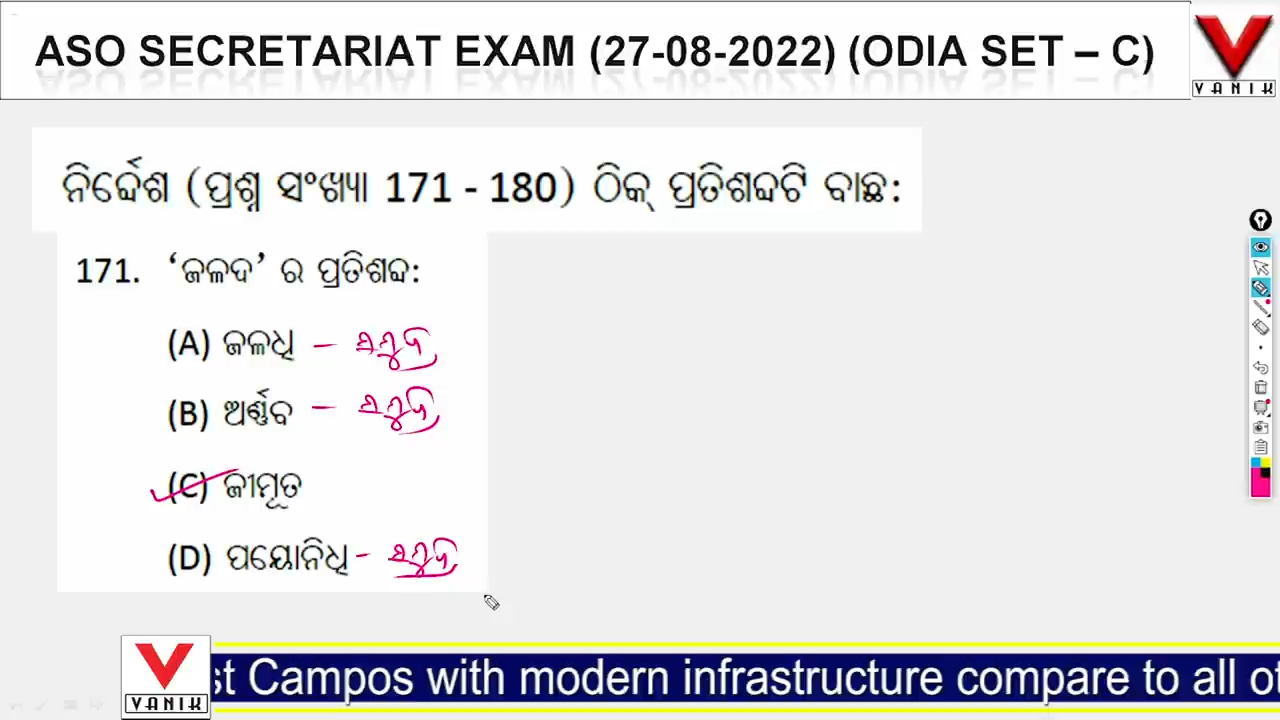 ASO SECRETARIAT EXAM (27-08-2022) (ODIA SET – C)
VANIK
ନିର୍ଦ୍ଦେଶ (ପ୍ରଶ୍ନ ସଂଖ୍ୟା 171 - 180) ଠିକ୍ ପ୍ରତିଶବ୍ଦଟି ବାଛ:
171. ‘ଜଳଦ’ ର ପ୍ରତିଶବ୍ଦ:
(A) ଜଳଧି – ସମୁଦ୍ର
(B) ଅର୍ଣ୍ଣବ – ସମୁଦ୍ର
(C) ଜୀମୂତ
(D) ପୟୋନିଧି - ସମୁଦ୍ର
st Campos with modern infrastructure compare to all ot
VANIK